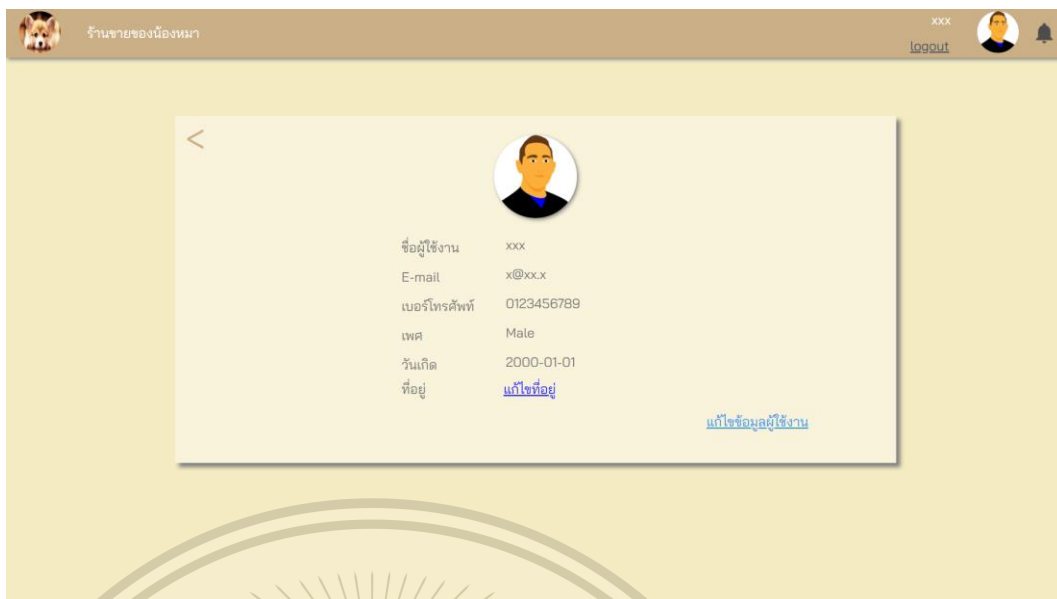 ร้านขายของน้องหมา
xxx
logout
<
ชื่อผู้ใช้งาน xxx
E-mail x@xx.x
เบอร์โทรศัพท์ 0123456789
เพศ Male
วันเกิด 2000-01-01
ที่อยู่ แก้ไขที่อยู่
แก้ไขข้อมูลผู้ใช้งาน